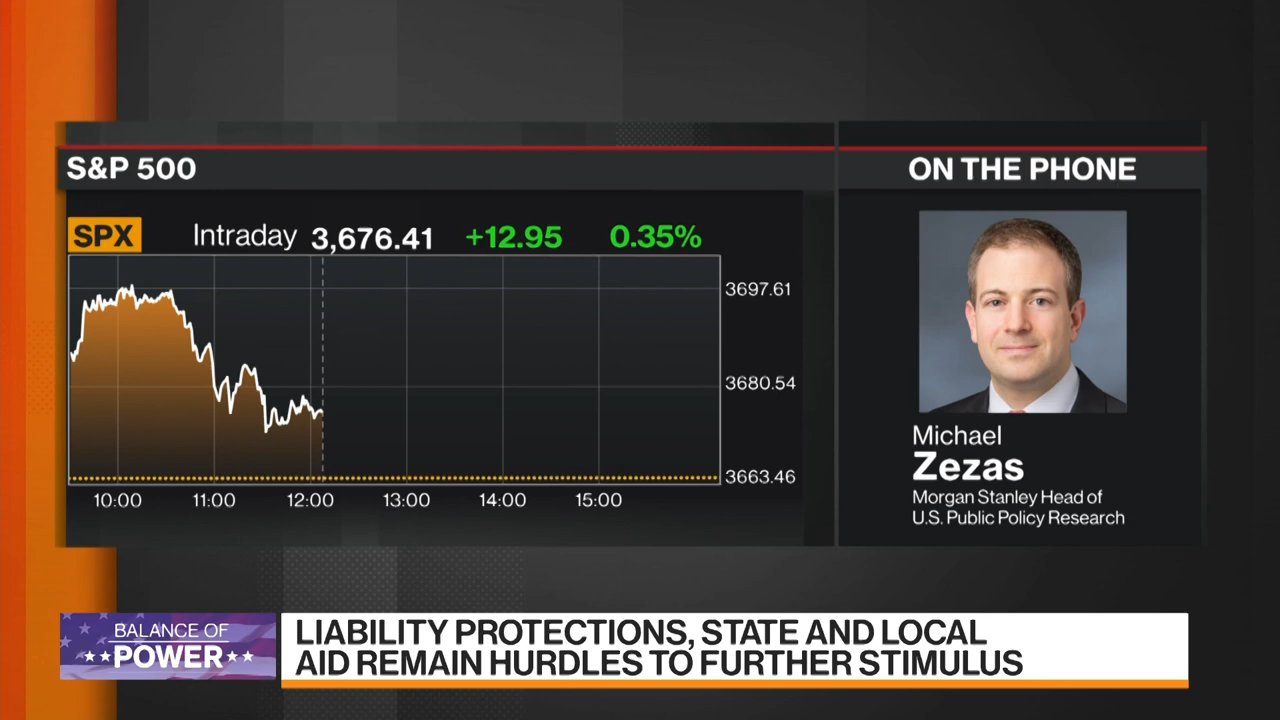 S&P 500
SPX Intraday 3,676.41 +12.95 0.35%
3697.61
3680.54
3663.46
10:00 11:00 12:00 13:00 14:00 15:00
ON THE PHONE
Michael
Zezas
Morgan Stanley Head of
U.S. Public Policy Research
BALANCE OF
POWER
LIABILITY PROTECTIONS, STATE AND LOCAL
AID REMAIN HURDLES TO FURTHER STIMULUS